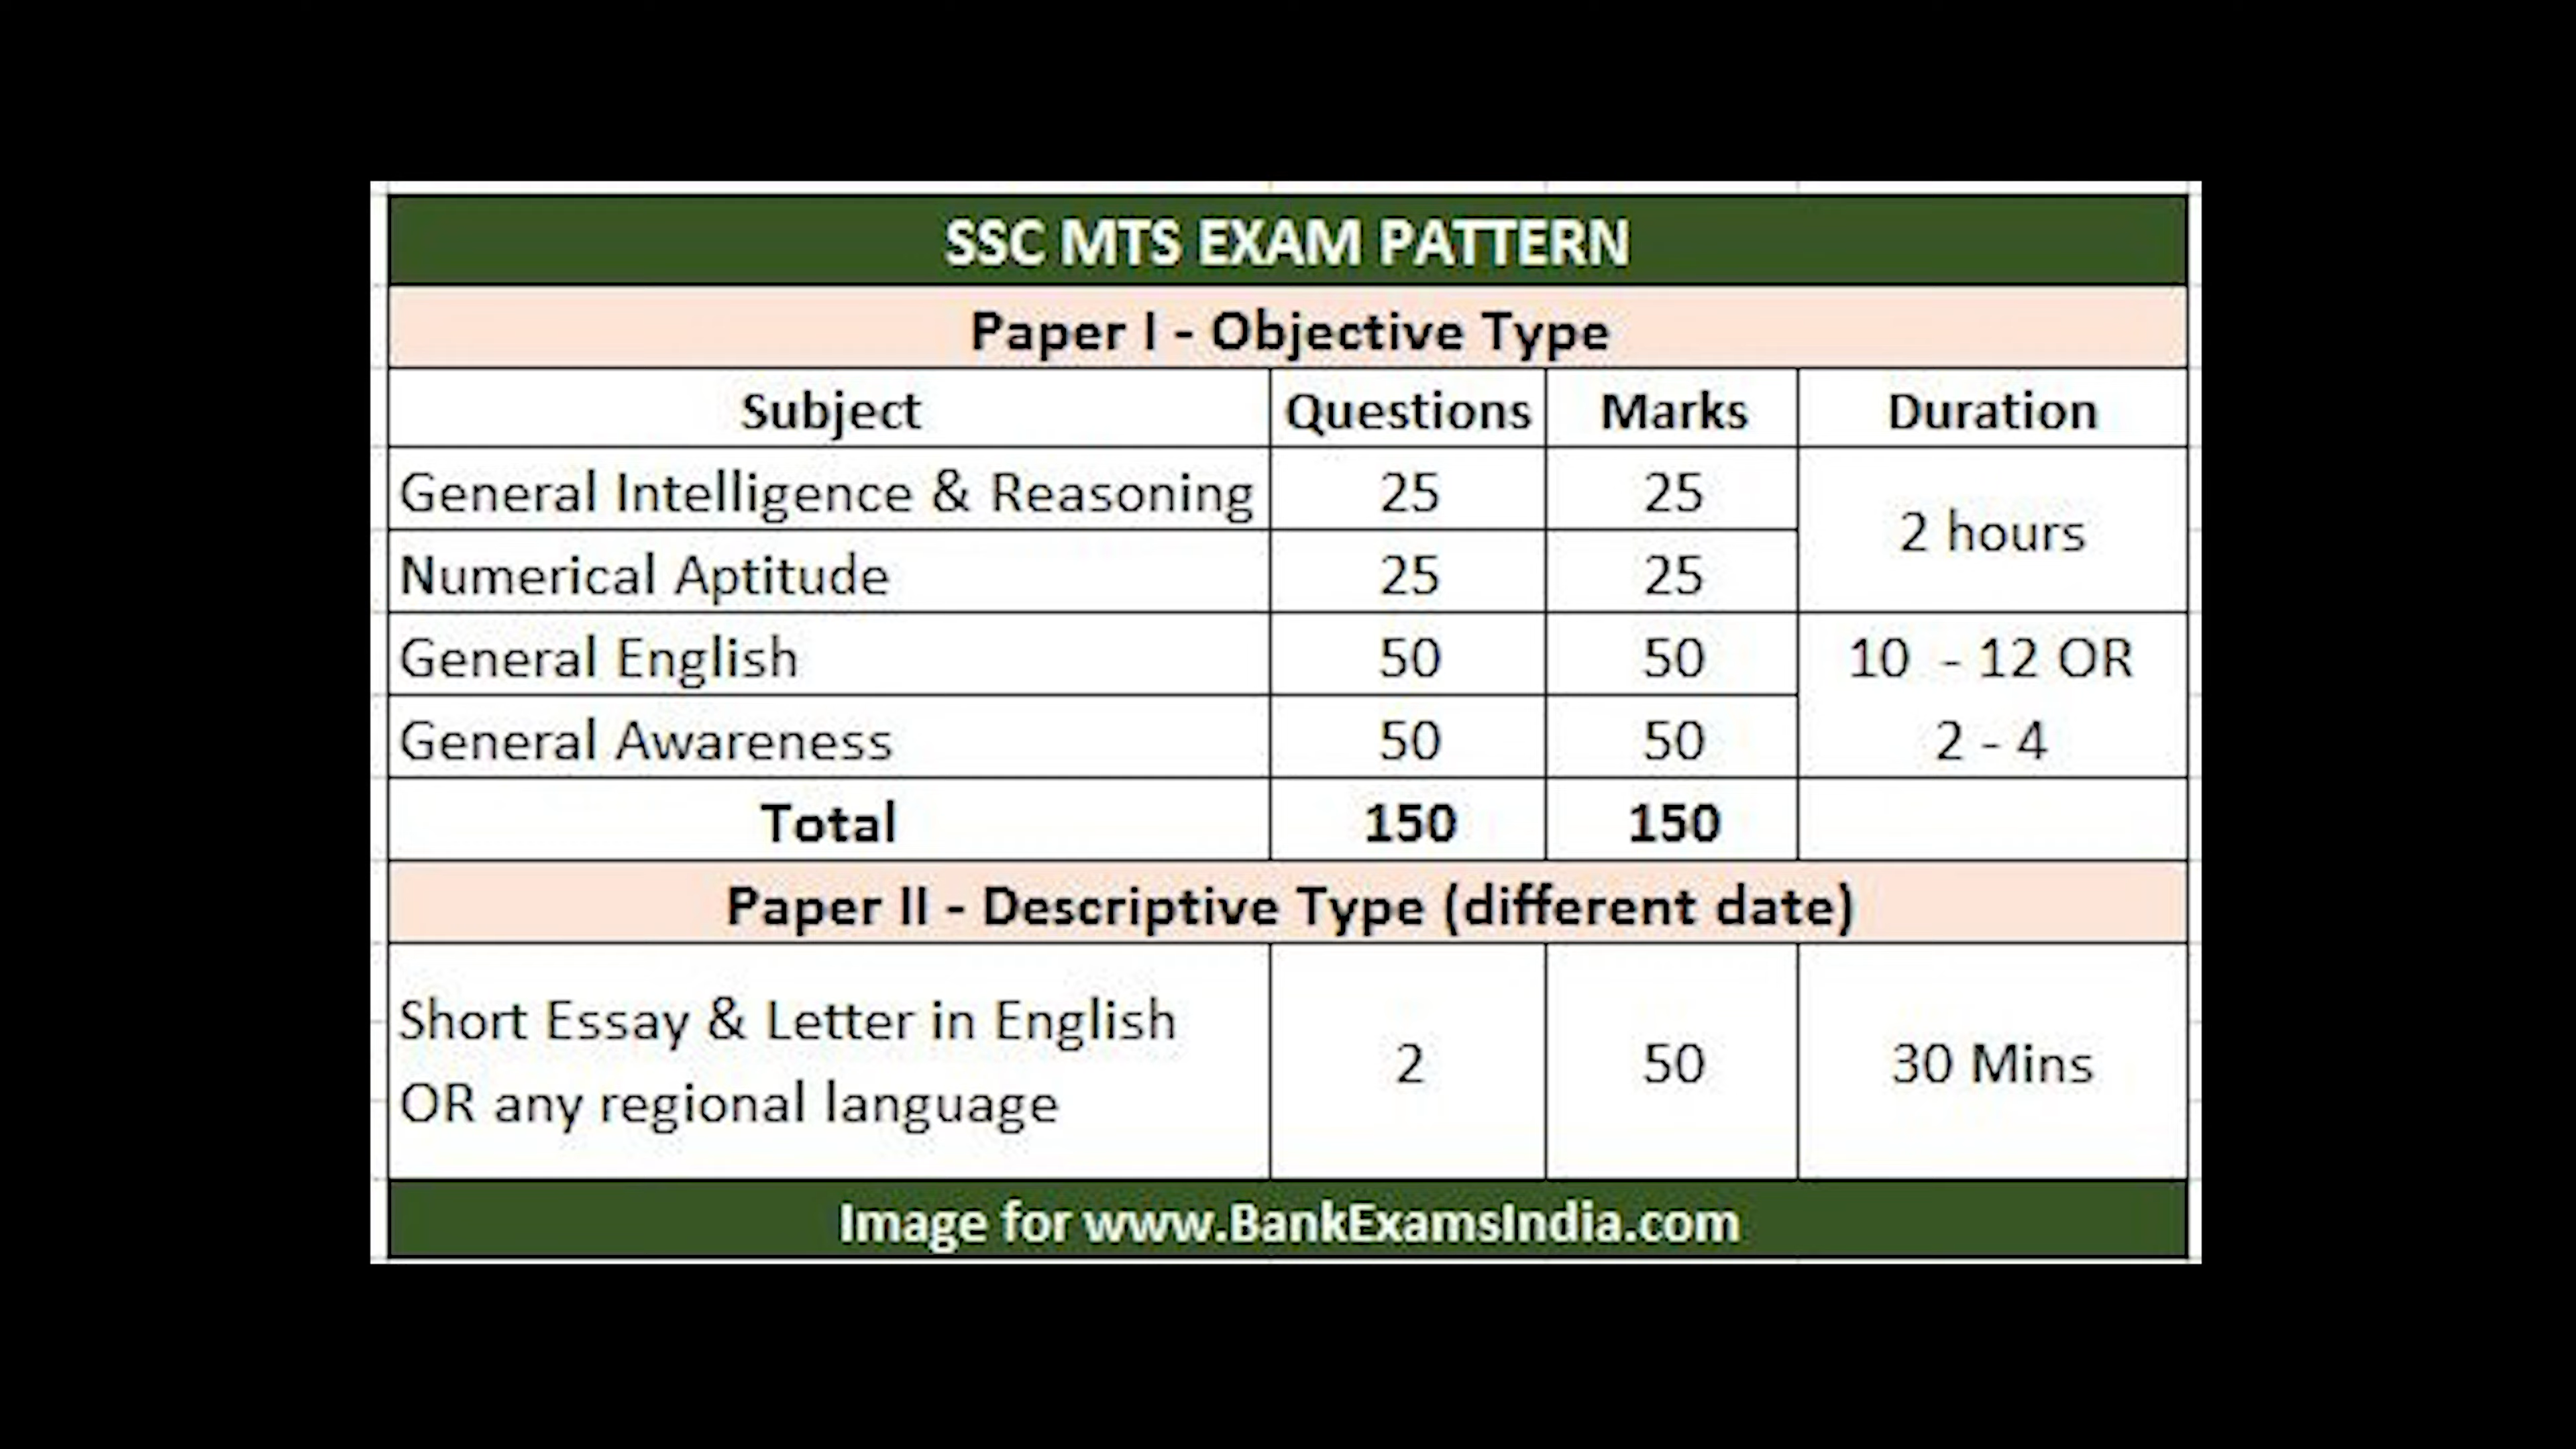 SSC MTS EXAM PATTERN
Paper I - Objective Type
Subject Questions Marks Duration
General Intelligence & Reasoning 25 25 2 hours
Numerical Aptitude 25 25
General English 50 50 10 - 12 OR
General Awareness 50 50 2 - 4
Total 150 150
Paper II - Descriptive Type (different date)
Short Essay & Letter in English
OR any regional language 2 50 30 Mins
Image for www.BankExamsIndia.com